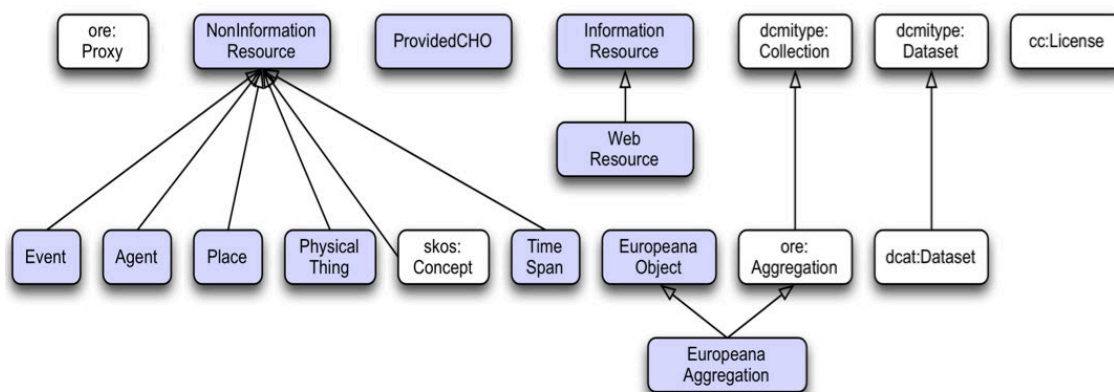 ore:
Proxy
NonInformation
Resource
ProvidedCHO
Information
Resource
dcmitype:
Collection
dcmitype:
Dataset
cc:License
Web
Resource
Event
Agent
Place
Physical
Thing
skos:
Concept
Time
Span
Europeana
Object
ore:
Aggregation
dcat:Dataset
Europeana
Aggregation